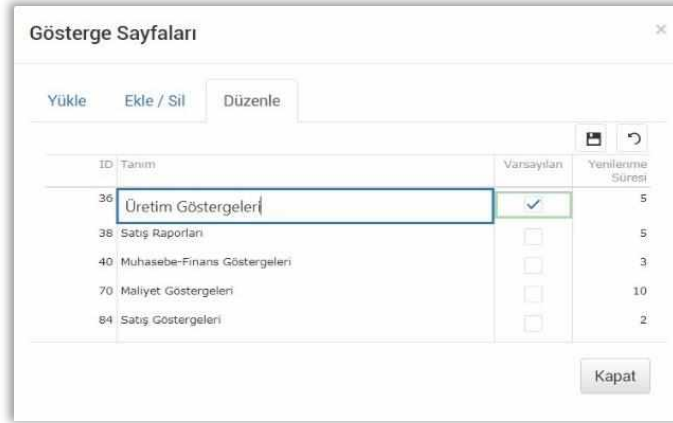 Gösterge Sayfaları
Yükle Ekle / Sil Düzenle
ID Tanım Varsayılan Yenilenme Süresi
36 Üretim Göstergeleri 5
38 Satış Raporları 5
40 Muhasebe-Finans Göstergeleri 3
70 Maliyet Göstergeleri 10
84 Satış Göstergeleri 2
Kapat